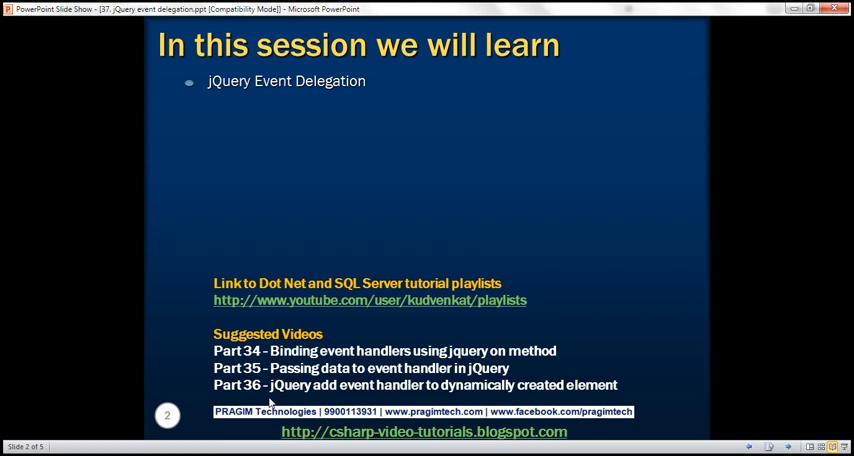 PowerPoint Slide Show - [37. jQuery event delegation.ppt [Compatibility Mode]] - Microsoft PowerPoint
In this session we will learn
jQuery Event Delegation
Link to Dot Net and SQL Server tutorial playlists
http://www.youtube.com/user/kudvenkat/playlists
Suggested Videos
Part 34 - Binding event handlers using jquery on method
Part 35 - Passing data to event handler in jQuery
Part 36 - jQuery add event handler to dynamically created element
2
PRAGIM Technologies | 9900113931 | www.pragimtech.com | www.facebook.com/pragimtech
http://csharp-video-tutorials.blogspot.com
Slide 2 of 5